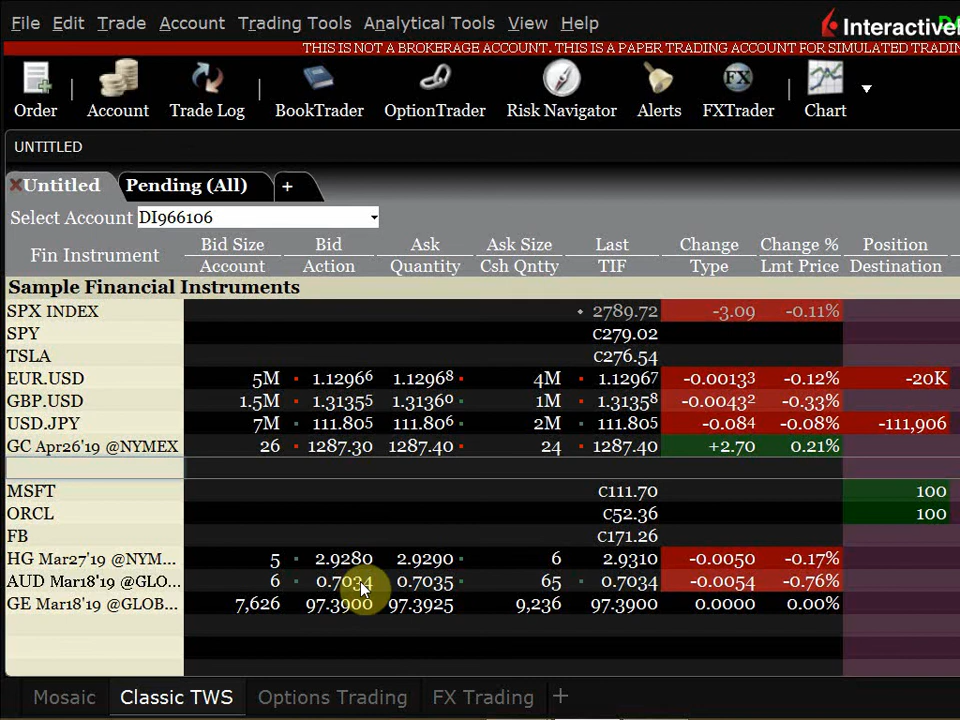 File Edit Trade Account Trading Tools Analytical Tools View Help Interactive
THIS IS NOT A BROKERAGE ACCOUNT. THIS IS A PAPER TRADING ACCOUNT FOR SIMULATED TRADIN
Order Account Trade Log BookTrader OptionTrader Risk Navigator Alerts FX FXTrader Chart
UNTITLED
Untitled Pending (All) +
Select Account DI966106
Fin Instrument Bid Size Bid Ask Ask Size Last Change Change % Position
Account Action Quantity Csh Qntty TIF Type Lmt Price Destination
Sample Financial Instruments
SPX INDEX 2789.72 -3.09 -0.11%
SPY C279.02
TSLA C276.54
EUR.USD 5M 1.12966 1.12968 4M 1.12967 -0.00133 -0.12% -20K
GBP.USD 1.5M 1.31355 1.31360 1M 1.31358 -0.00432 -0.33%
USD.JPY 7M 111.805 111.806 2M 111.805 -0.084 -0.08% -111,906
GC Apr26'19 @NYMEX 26 1287.30 1287.40 24 1287.40 +2.70 0.21%
MSFT C111.70 100
ORCL C52.36 100
FB C171.26
HG Mar27'19 @NYM... 5 2.9280 2.9290 6 2.9310 -0.0050 -0.17%
AUD Mar18'19 @GLO... 6 0.7034 0.7035 65 0.7034 -0.0054 -0.76%
GE Mar18'19 @GLOB... 7,626 97.3900 97.3925 9,236 97.3900 0.0000 0.00%
Mosaic Classic TWS Options Trading FX Trading +